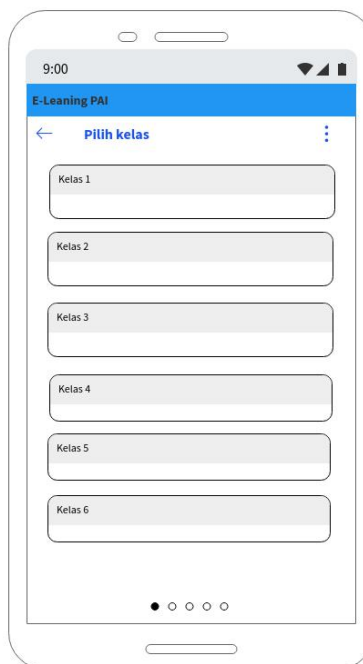 9:00
E-Leaning PAI
Pilih kelas
Kelas 1
Kelas 2
Kelas 3
Kelas 4
Kelas 5
Kelas 6